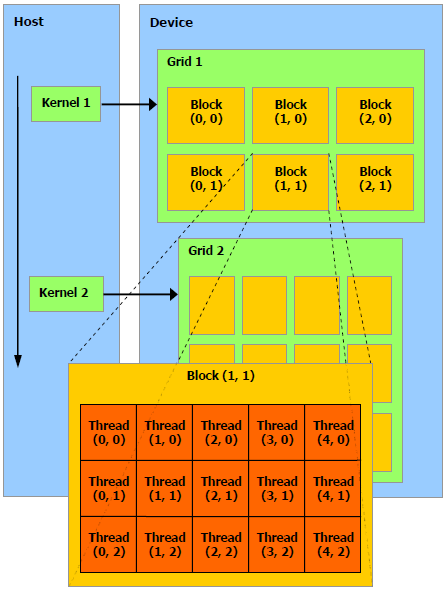 Host
Device
Grid 1
Kernel 1
Block
(0, 0)
Block
(1, 0)
Block
(2, 0)
Block
(0, 1)
Block
(1, 1)
Block
(2, 1)
Grid 2
Kernel 2
Block (1, 1)
Thread
(0, 0)
Thread
(1, 0)
Thread
(2, 0)
Thread
(3, 0)
Thread
(4, 0)
Thread
(0, 1)
Thread
(1, 1)
Thread
(2, 1)
Thread
(3, 1)
Thread
(4, 1)
Thread
(0, 2)
Thread
(1, 2)
Thread
(2, 2)
Thread
(3, 2)
Thread
(4, 2)